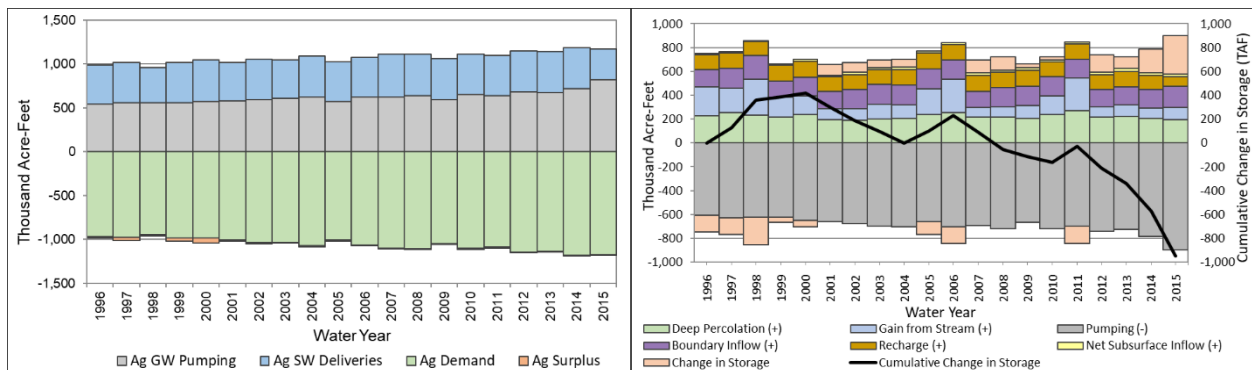 Thousand Acre-Feet
1,500
1,000
500
0
-500
-1,000
-1,500
1996 1997 1998 1999 2000 2001 2002 2003 2004 2005 2006 2007 2008 2009 2010 2011 2012 2013 2014 2015
Water Year
Ag GW Pumping Ag SW Deliveries Ag Demand Ag Surplus
Thousand Acre-Feet
1,000
800
600
400
200
0
-200
-400
-600
-800
-1,000
1,000
800
600
400
200
0
-200
-400
-600
-800
-1,000
Cumulative Change in Storage (TAF)
1996 1997 1998 1999 2000 2001 2002 2003 2004 2005 2006 2007 2008 2009 2010 2011 2012 2013 2014 2015
Water Year
Deep Percolation (+) Gain from Stream (+) Pumping (-)
Boundary Inflow (+) Recharge (+) Net Subsurface Inflow (+)
Change in Storage Cumulative Change in Storage